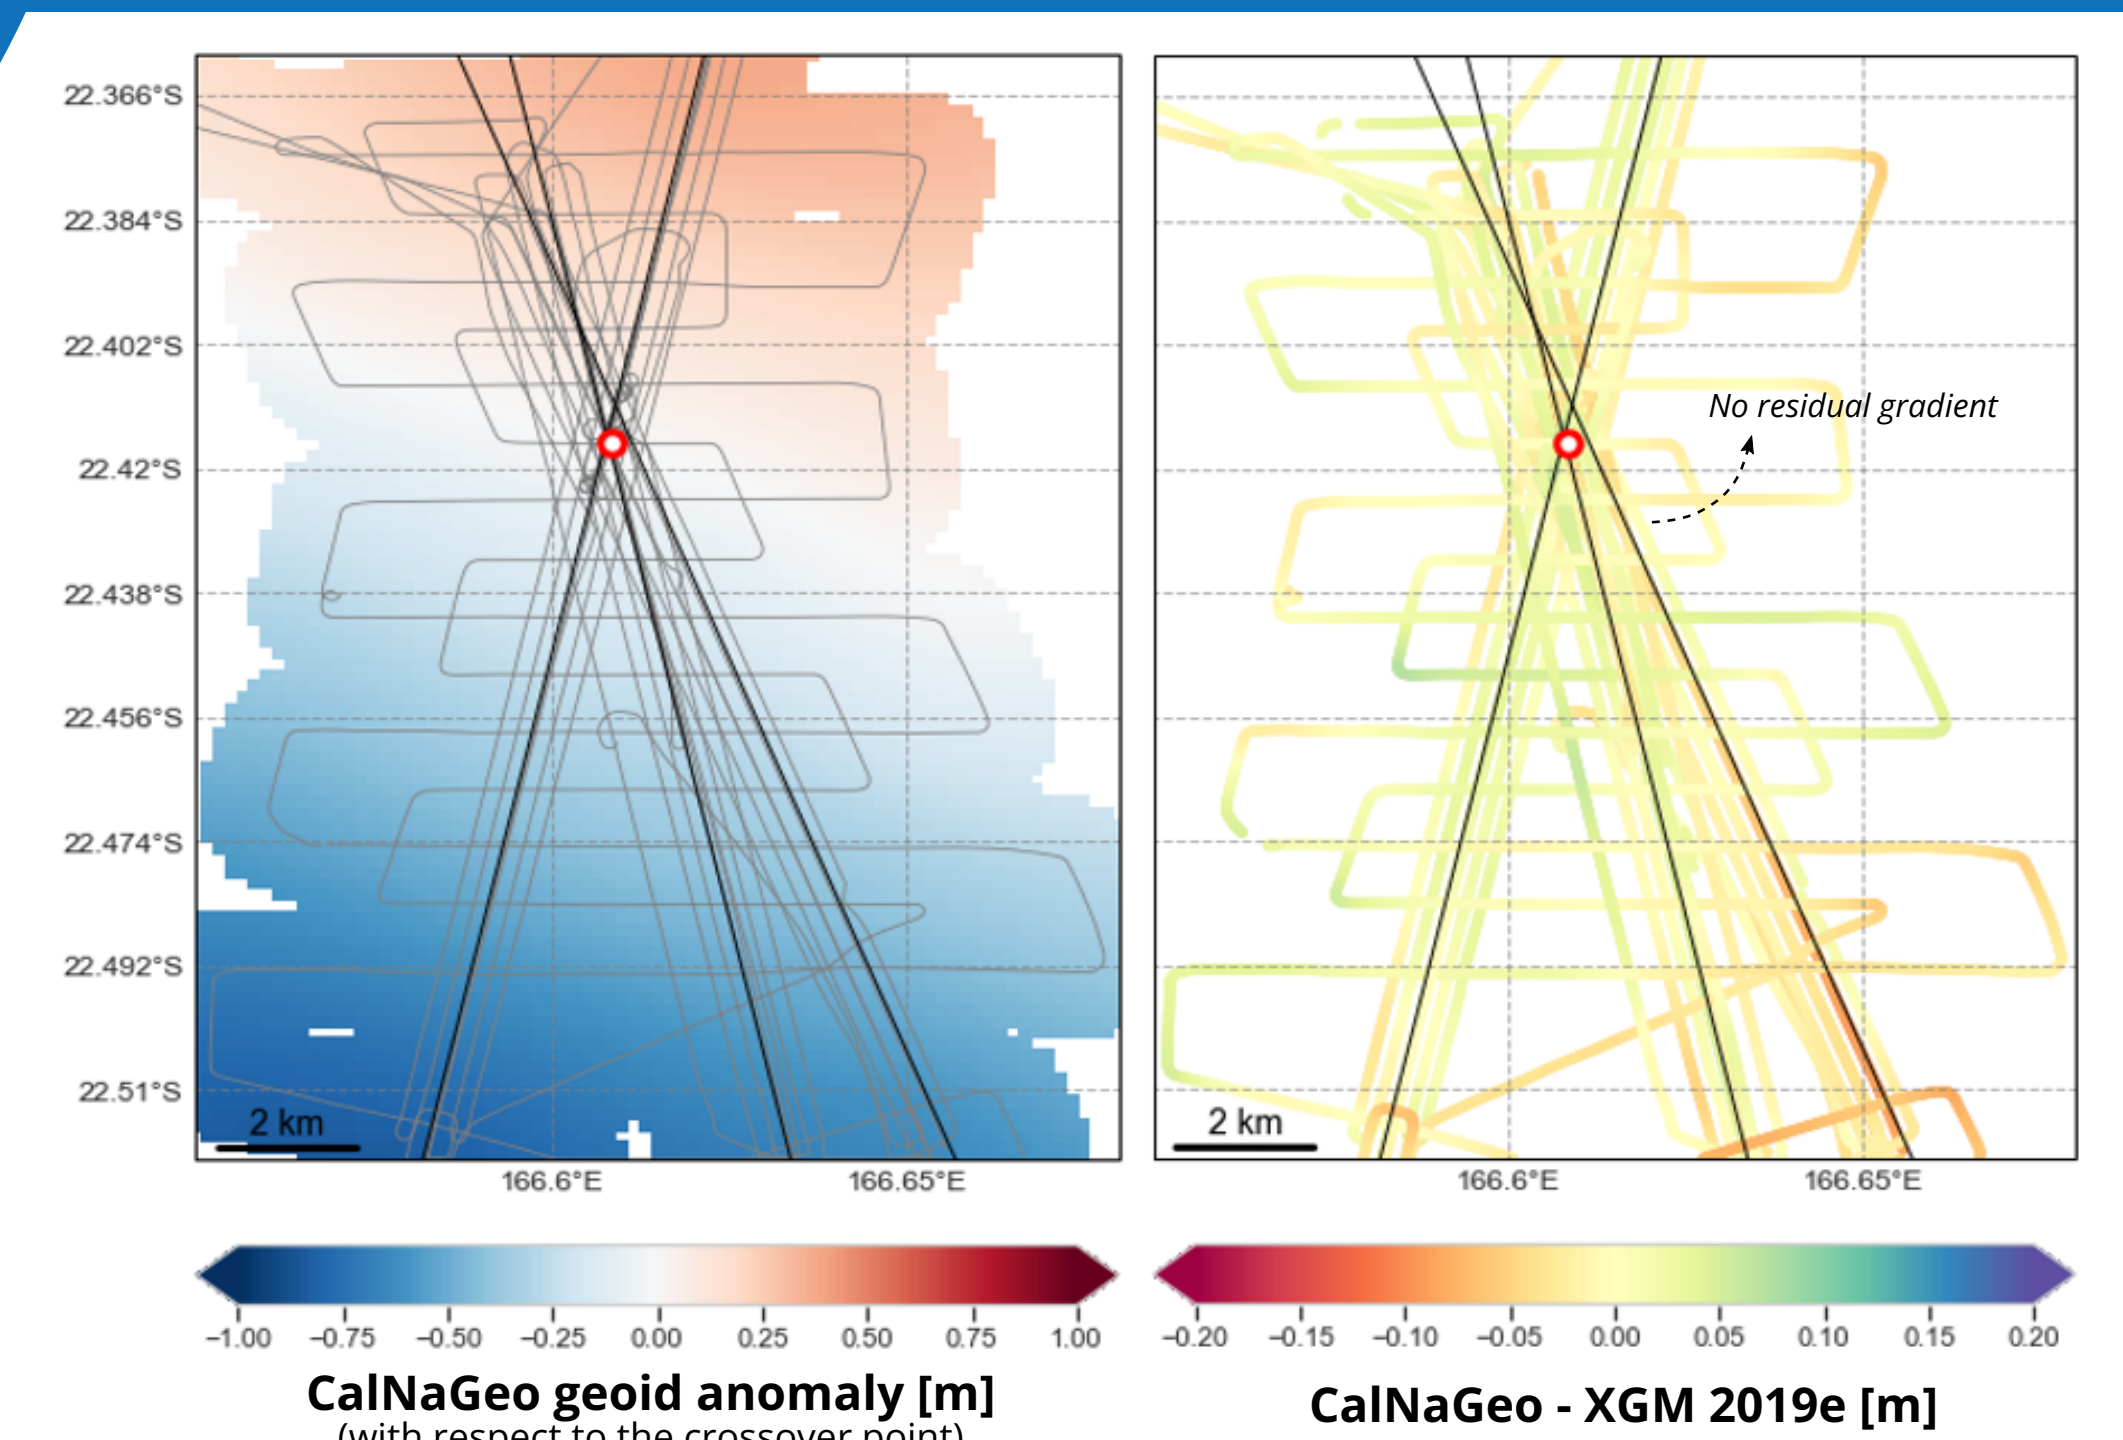 22.366°S
22.384°S
22.402°S
22.42°S
22.438°S
22.456°S
22.474°S
22.492°S
22.51°S
2 km
166.6°E
166.65°E
−1.00 −0.75 −0.50 −0.25 0.00 0.25 0.50 0.75 1.00
CalNaGeo geoid anomaly [m]
(with respect to the crossover point)
No residual gradient
2 km
166.6°E
166.65°E
−0.20 −0.15 −0.10 −0.05 0.00 0.05 0.10 0.15 0.20
CalNaGeo - XGM 2019e [m]